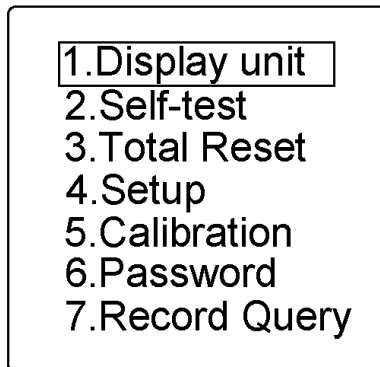 1.Display unit
2.Self-test
3.Total Reset
4.Setup
5.Calibration
6.Password
7.Record Query